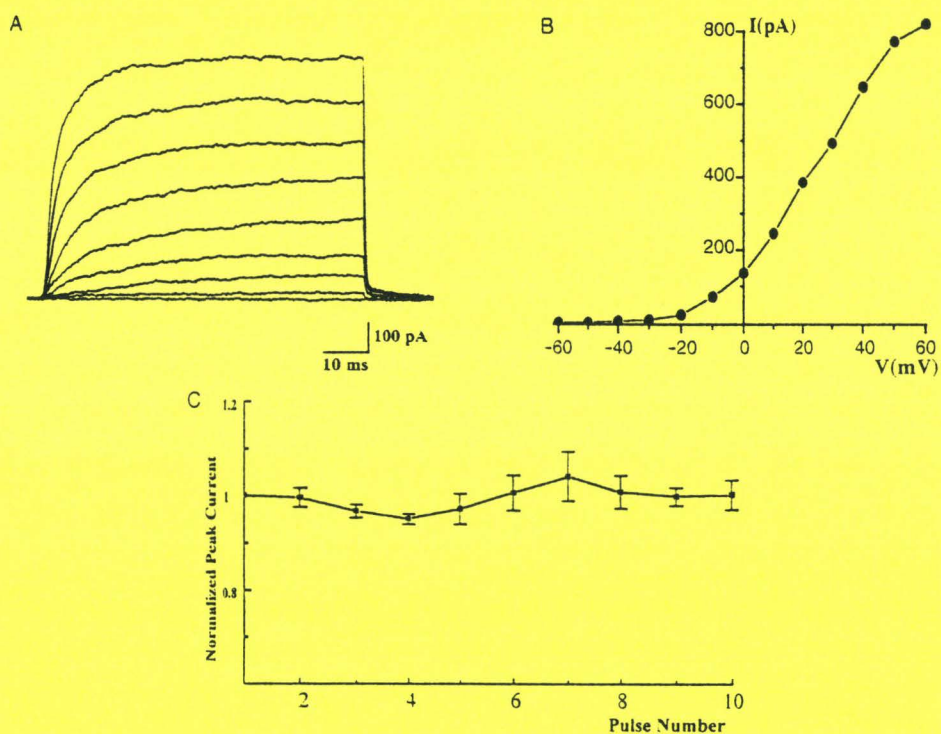 A
100 pA
10 ms
B
I(pA)
800
600
400
200
-60 -40 -20 0 20 40 60
V(mV)
C
1.2
1
0.8
Normalized Peak Current
2 4 6 8 10
Pulse Number